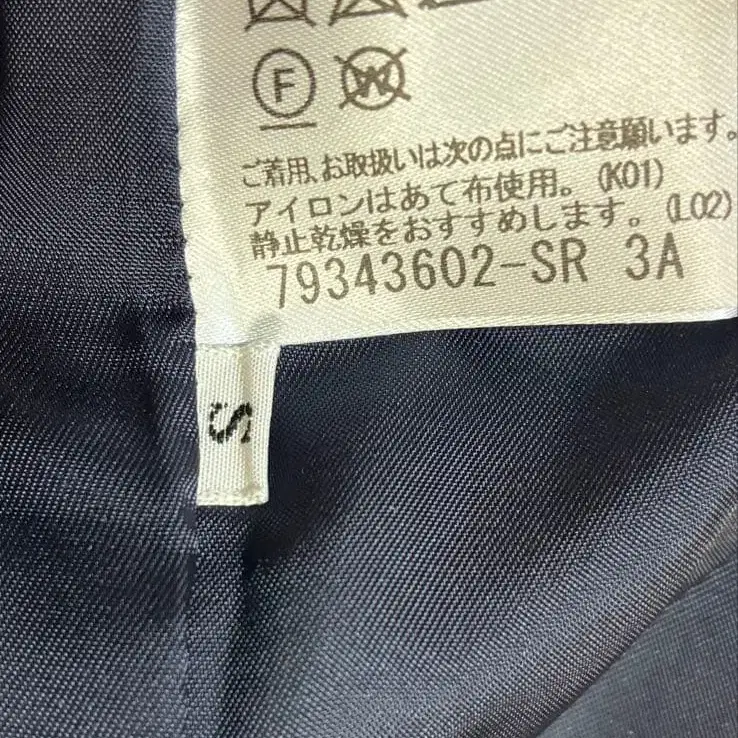 F W
ご着用、お取扱いは次の点にご注意願います。
アイロンはあて布使用。(K01)
静止乾燥をおすすめします。(L02)
79343602-SR 3A
S